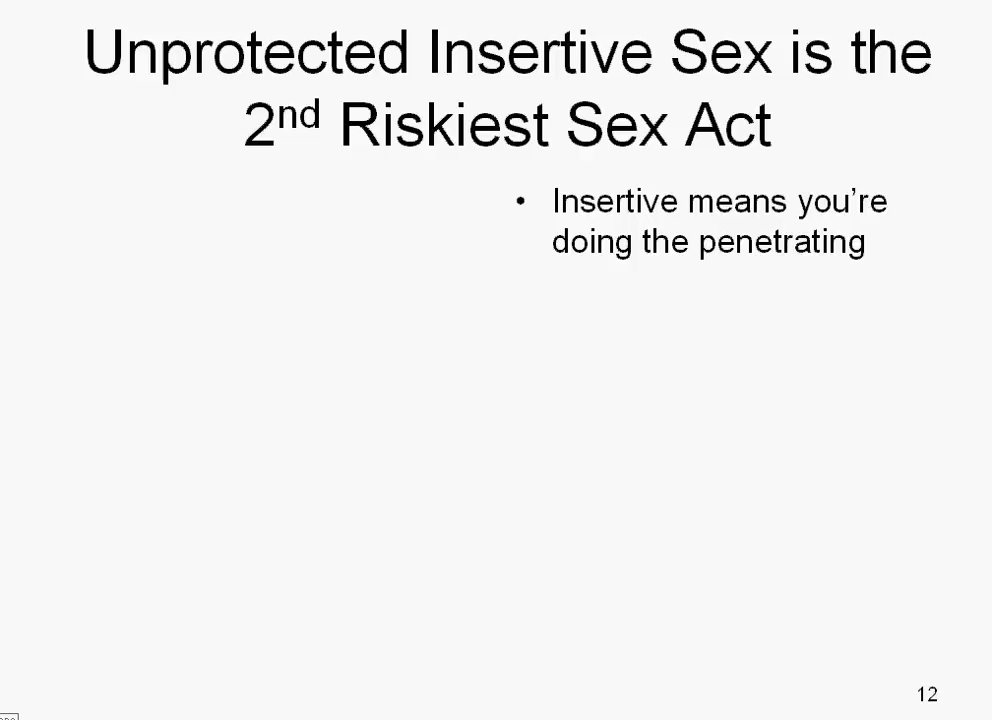 Unprotected Insertive Sex is the
2nd Riskiest Sex Act
• Insertive means you're
doing the penetrating
12